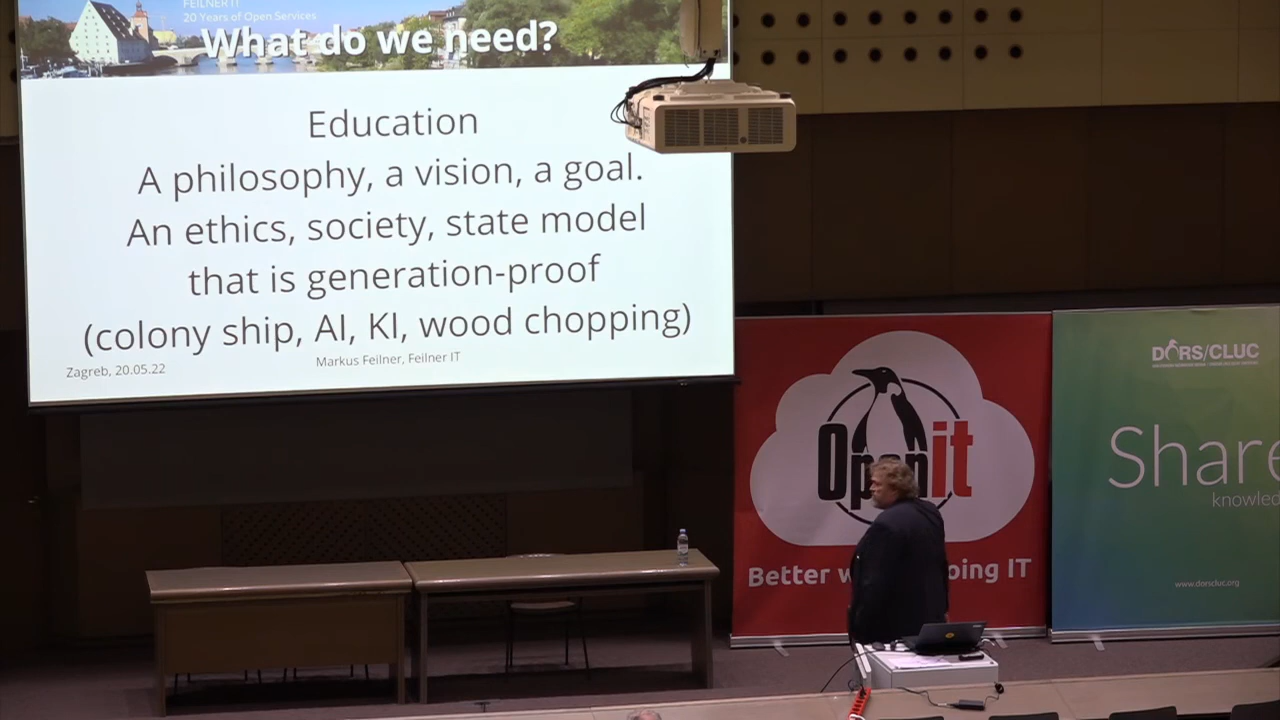 FEILNER IT
20 Years of Open Services
What do we need?
Education
A philosophy, a vision, a goal.
An ethics, society, state model
that is generation-proof
(colony ship, AI, KI, wood chopping)
Zagreb, 20.05.22
Markus Feilner, Feilner IT
Openit
Better w oing IT
DORS/CLUC
Share
knowled
www.dorscluc.org